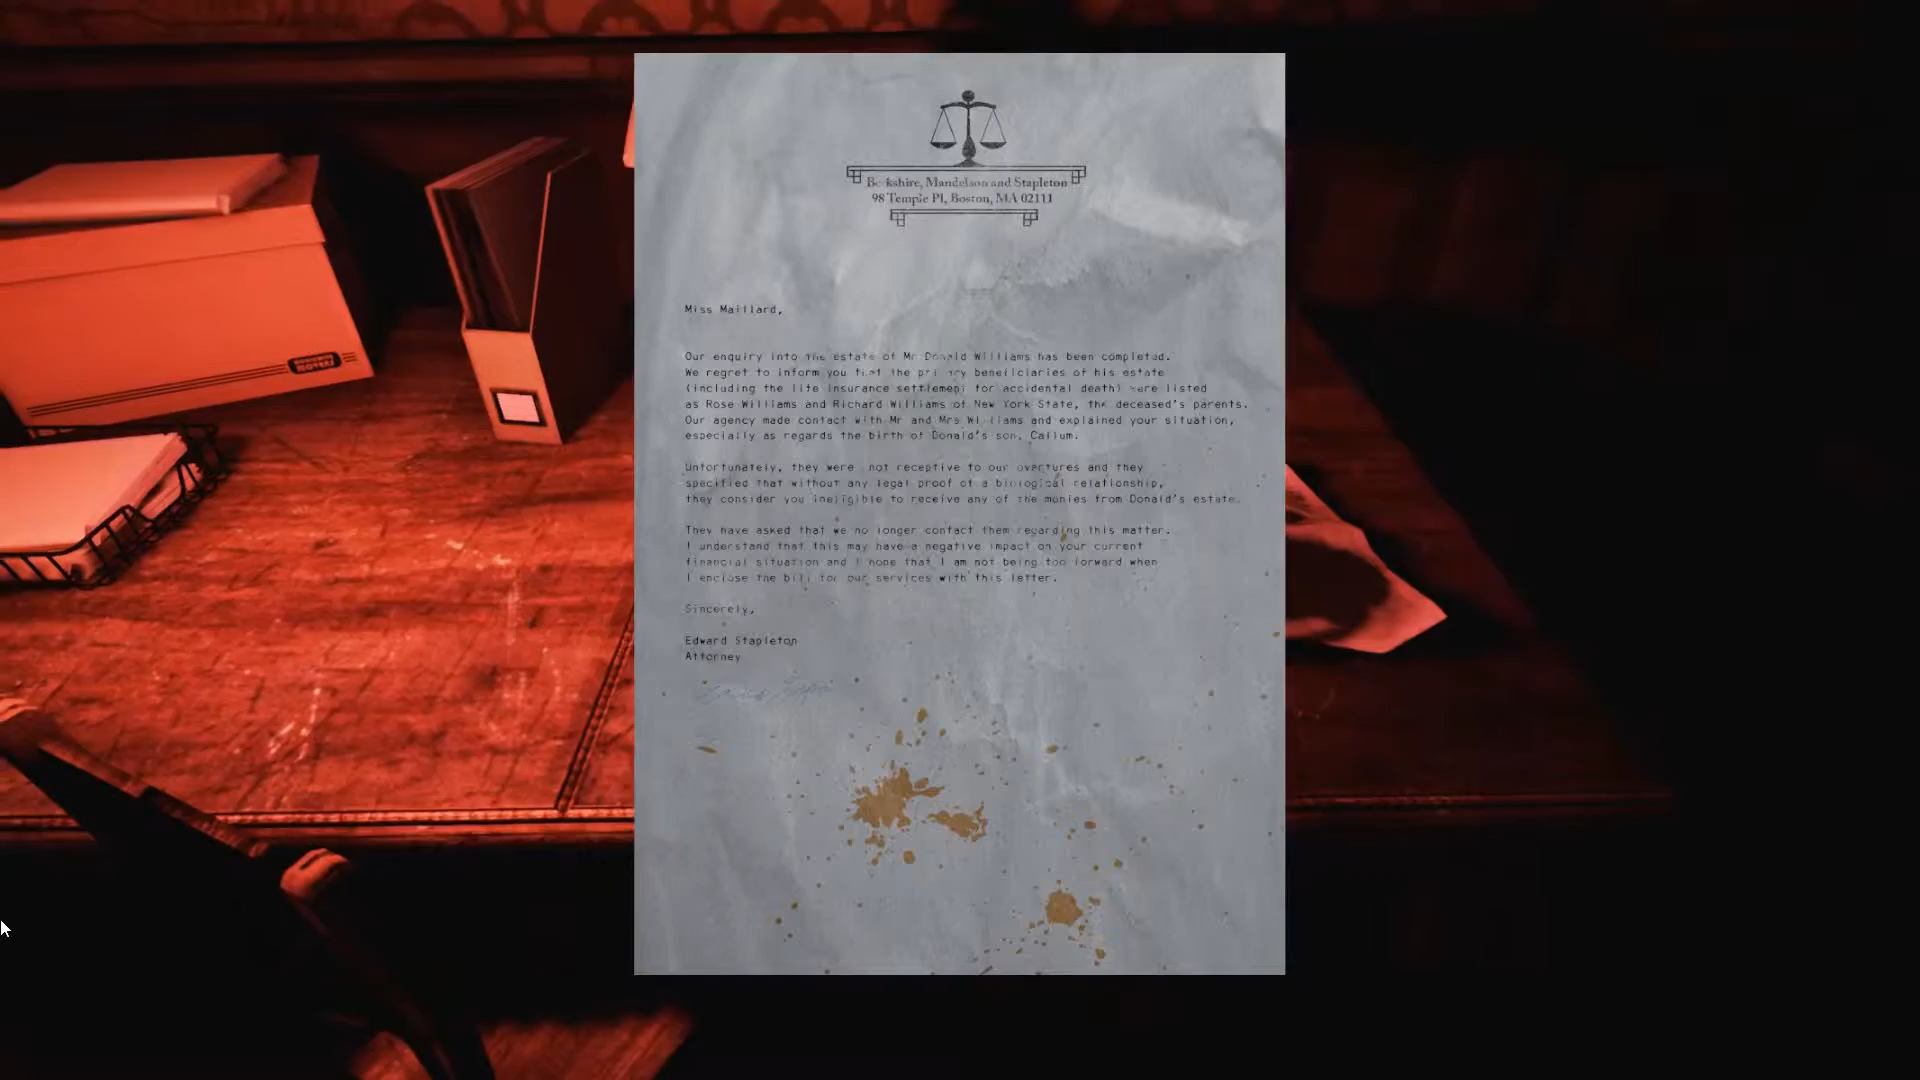 Berkshire, Mandelson and Stapleton
98 Temple Pl, Boston, MA 02111
Miss Maillard,
Our enquiry into the estate of Mr Donald Williams has been completed.
We regret to inform you that the primary beneficiaries of his estate
(including the life insurance settlement for accidental death) were listed
as Rose Williams and Richard Williams of New York State, the deceased's parents.
Our agency made contact with Mr and Mrs Williams and explained your situation,
especially as regards the birth of Donald's son, Callum.
Unfortunately, they were not receptive to our overtures and they
specified that without any legal proof of a biological relationship,
they consider you ineligible to receive any of the monies from Donald's estate.
They have asked that we no longer contact them regarding this matter.
I understand that this may have a negative impact on your current
financial situation and I hope that I am not being too forward when
I enclose the bill for our services with this letter.
Sincerely,
Edward Stapleton
Attorney